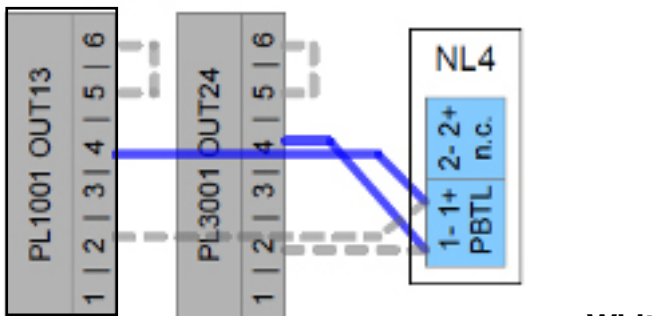 PL1001 OUT13
1 | 2 | 3 | 4 | 5 | 6
PL3001 OUT24
1 | 2 | 3 | 4 | 5 | 6
NL4
2- 2+
n.c.
1- 1+
PBTL